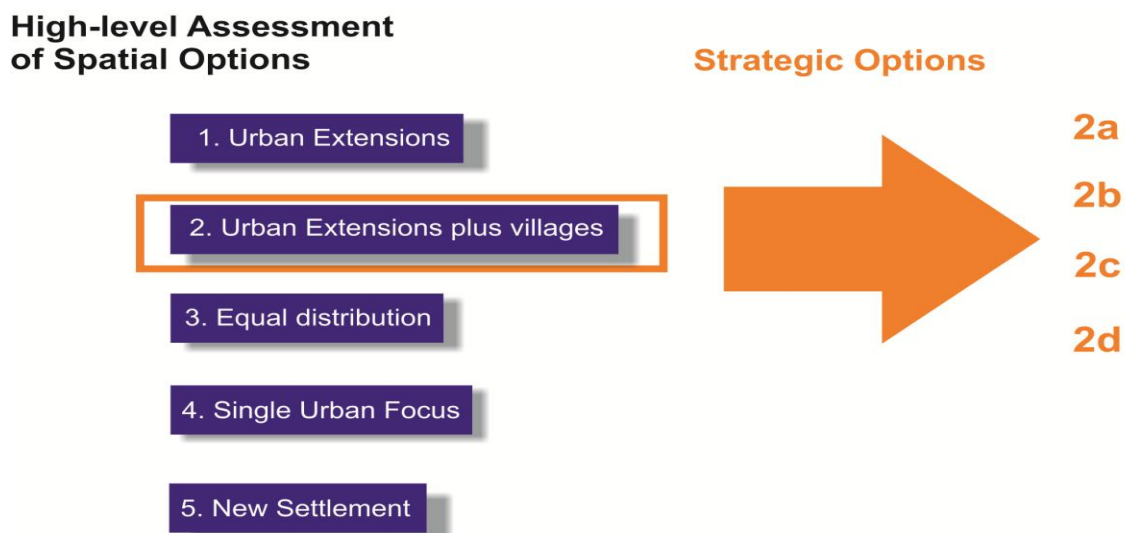 High-level Assessment
of Spatial Options
Strategic Options
1. Urban Extensions
2. Urban Extensions plus villages
3. Equal distribution
4. Single Urban Focus
5. New Settlement
2a
2b
2c
2d